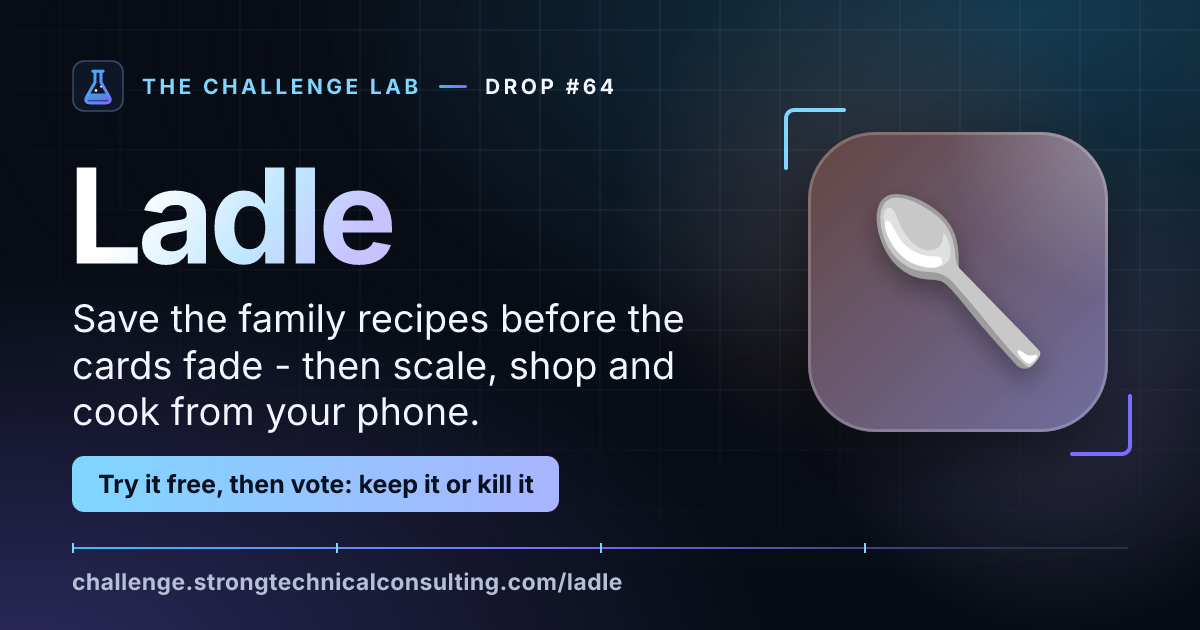 THE CHALLENGE LAB — DROP #64
Ladle
Save the family recipes before the
cards fade - then scale, shop and
cook from your phone.
Try it free, then vote: keep it or kill it
challenge.strongtechnicalconsulting.com/ladle